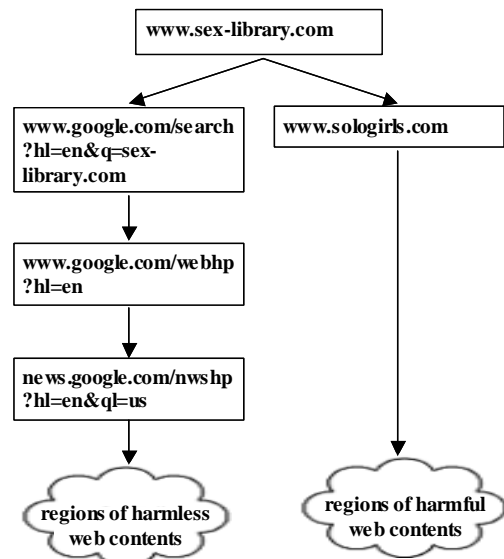 www.sex-library.com
www.google.com/search
?hl=en&q=sex-
library.com
www.sologirls.com
www.google.com/webhp
?hl=en
news.google.com/nwshp
?hl=en&ql=us
regions of harmless
web contents
regions of harmful
web contents